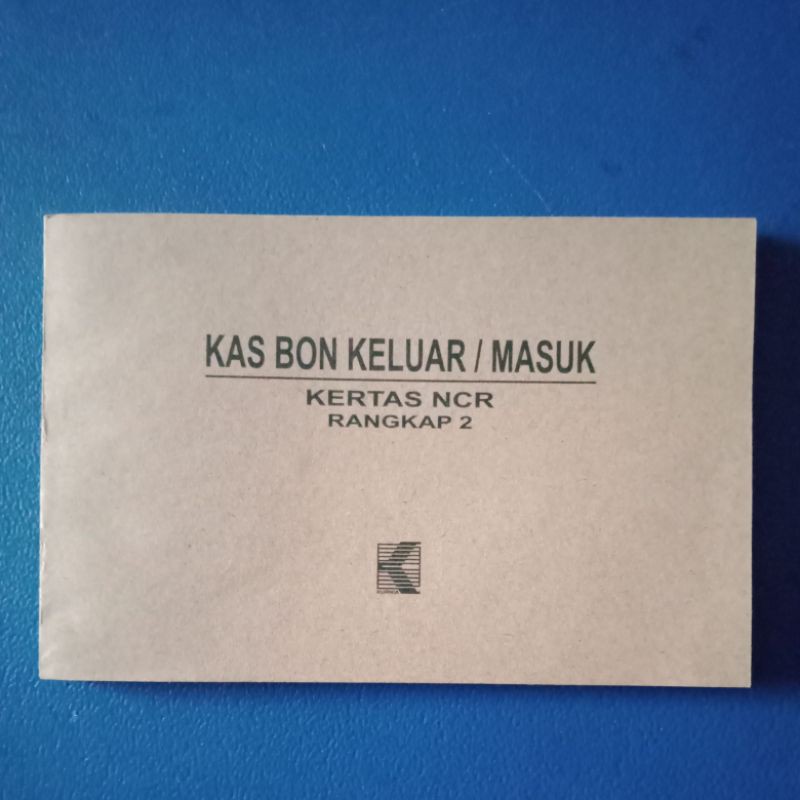 KAS BON KELUAR / MASUK
KERTAS NCR
RANGKAP 2